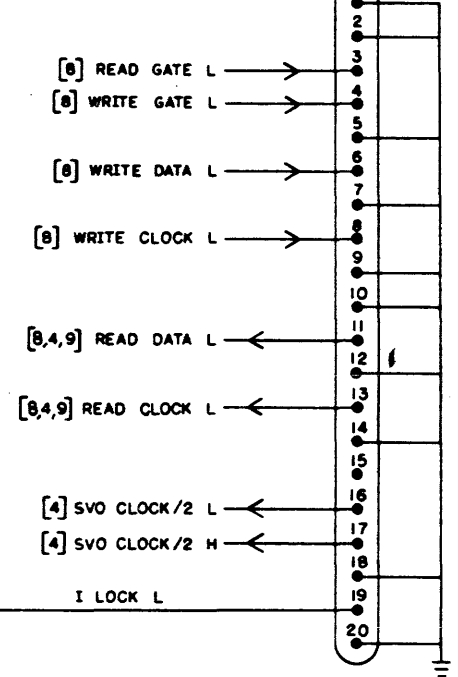 2
[8] READ GATE L 3
[8] WRITE GATE L 4
5
[8] WRITE DATA L 6
7
[8] WRITE CLOCK L 8
9
10
[8,4,9] READ DATA L 11
12
[8,4,9] READ CLOCK L 13
14
15
[4] SVO CLOCK/2 L 16
[4] SVO CLOCK/2 H 17
18
I LOCK L 19
20